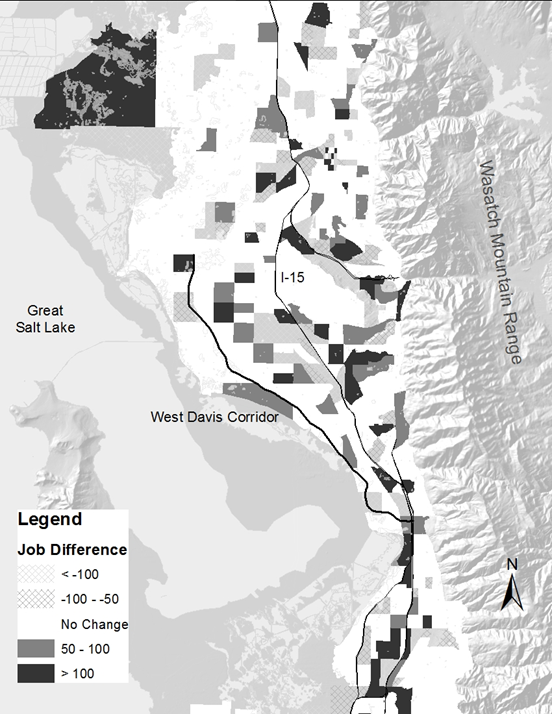 Wasatch Mountain Range
I-15
Great
Salt Lake
West Davis Corridor
Legend
Job Difference
< -100
-100 - -50
No Change
50 - 100
> 100
N